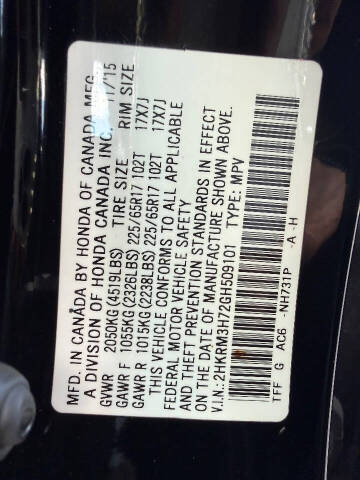 MFD. IN CANADA BY HONDA OF CANADA MFG.
A DIVISION OF HONDA CANADA INC. /15
GVWR 2050KG (4519LBS) TIRE SIZE RIM SIZE
GAWR F 1055KG (2326LBS) 225/65R17 102T 17X7J
GAWR R 1015KG (2238LBS) 225/65R17 102T 17X7J
THIS VEHICLE CONFORMS TO ALL APPLICABLE
FEDERAL MOTOR VEHICLE SAFETY
AND THEFT PREVENTION STANDARDS IN EFFECT
ON THE DATE OF MANUFACTURE SHOWN ABOVE.
V.I.N.: 2HKRM3H72GH509101 TYPE: MPV
TFF G AC6 -NH731P -A -H